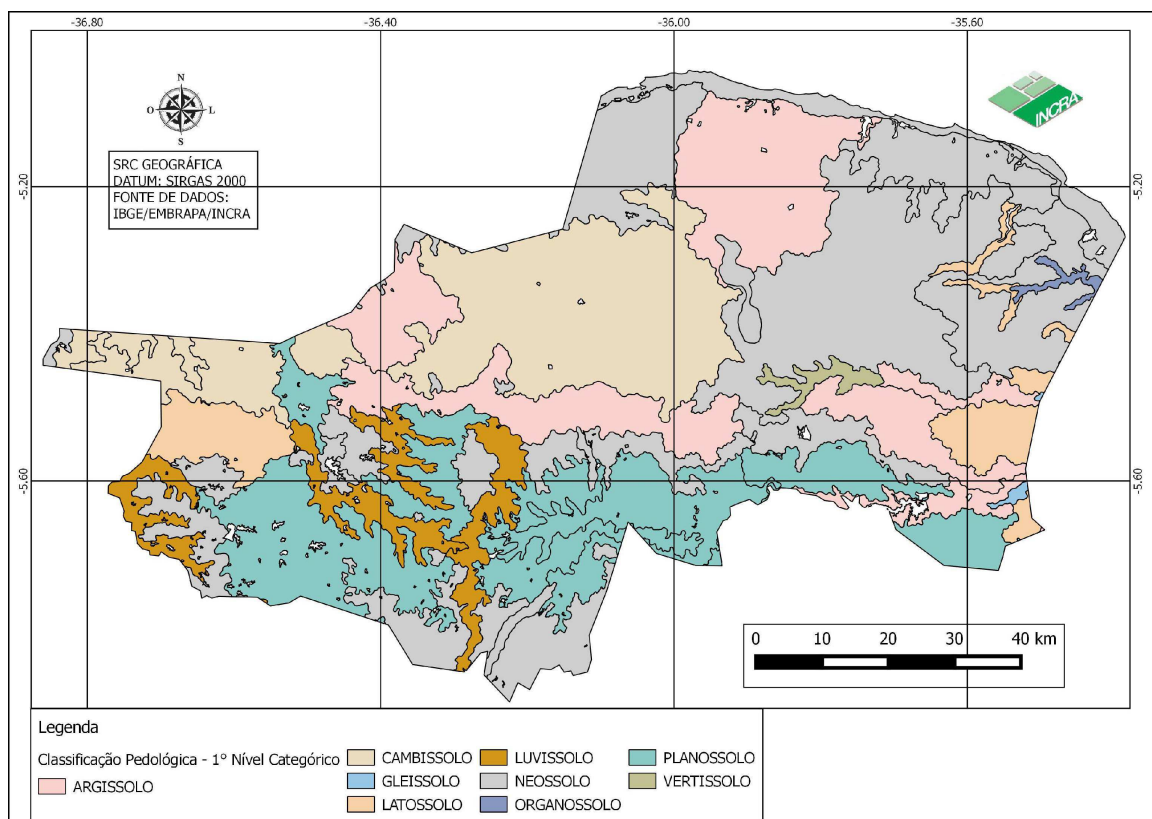 -36.80 -36.40 -36.00 -35.60
N
O L
S
INCRA
SRC GEOGRÁFICA
DATUM: SIRGAS 2000
FONTE DE DADOS:
IBGE/EMBRAPA/INCRA
-5.20 -5.20
-5.60 -5.60
0 10 20 30 40 km
Legenda
Classificação Pedológica - 1° Nível Categórico
ARGISSOLO
CAMBISSOLO
GLEISSOLO
LATOSSOLO
LUVISSOLO
NEOSSOLO
ORGANOSSOLO
PLANOSSOLO
VERTISSOLO